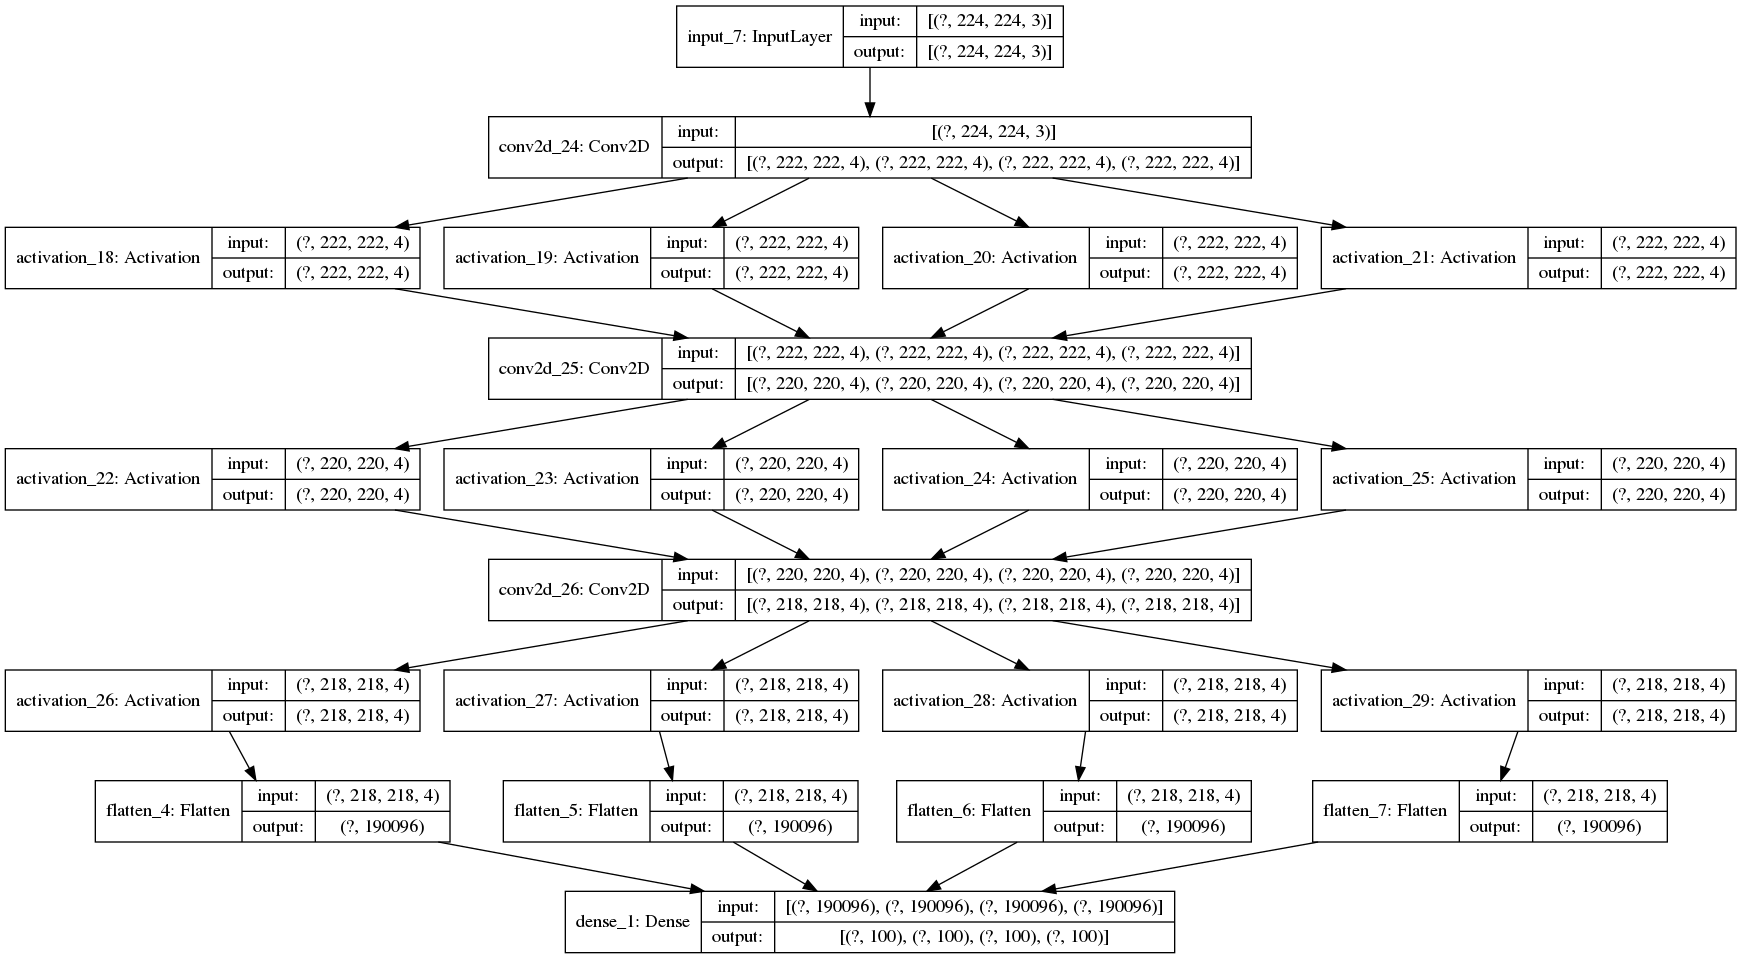 input_7: InputLayer
input: [(?, 224, 224, 3)]
output: [(?, 224, 224, 3)]
conv2d_24: Conv2D
input: [(?, 224, 224, 3)]
output: [(?, 222, 222, 4), (?, 222, 222, 4), (?, 222, 222, 4), (?, 222, 222, 4)]
activation_18: Activation
input: (?, 222, 222, 4)
output: (?, 222, 222, 4)
activation_19: Activation
input: (?, 222, 222, 4)
output: (?, 222, 222, 4)
activation_20: Activation
input: (?, 222, 222, 4)
output: (?, 222, 222, 4)
activation_21: Activation
input: (?, 222, 222, 4)
output: (?, 222, 222, 4)
conv2d_25: Conv2D
input: [(?, 222, 222, 4), (?, 222, 222, 4), (?, 222, 222, 4), (?, 222, 222, 4)]
output: [(?, 220, 220, 4), (?, 220, 220, 4), (?, 220, 220, 4), (?, 220, 220, 4)]
activation_22: Activation
input: (?, 220, 220, 4)
output: (?, 220, 220, 4)
activation_23: Activation
input: (?, 220, 220, 4)
output: (?, 220, 220, 4)
activation_24: Activation
input: (?, 220, 220, 4)
output: (?, 220, 220, 4)
activation_25: Activation
input: (?, 220, 220, 4)
output: (?, 220, 220, 4)
conv2d_26: Conv2D
input: [(?, 220, 220, 4), (?, 220, 220, 4), (?, 220, 220, 4), (?, 220, 220, 4)]
output: [(?, 218, 218, 4), (?, 218, 218, 4), (?, 218, 218, 4), (?, 218, 218, 4)]
activation_26: Activation
input: (?, 218, 218, 4)
output: (?, 218, 218, 4)
activation_27: Activation
input: (?, 218, 218, 4)
output: (?, 218, 218, 4)
activation_28: Activation
input: (?, 218, 218, 4)
output: (?, 218, 218, 4)
activation_29: Activation
input: (?, 218, 218, 4)
output: (?, 218, 218, 4)
flatten_4: Flatten
input: (?, 218, 218, 4)
output: (?, 190096)
flatten_5: Flatten
input: (?, 218, 218, 4)
output: (?, 190096)
flatten_6: Flatten
input: (?, 218, 218, 4)
output: (?, 190096)
flatten_7: Flatten
input: (?, 218, 218, 4)
output: (?, 190096)
dense_1: Dense
input: [(?, 190096), (?, 190096), (?, 190096), (?, 190096)]
output: [(?, 100), (?, 100), (?, 100), (?, 100)]